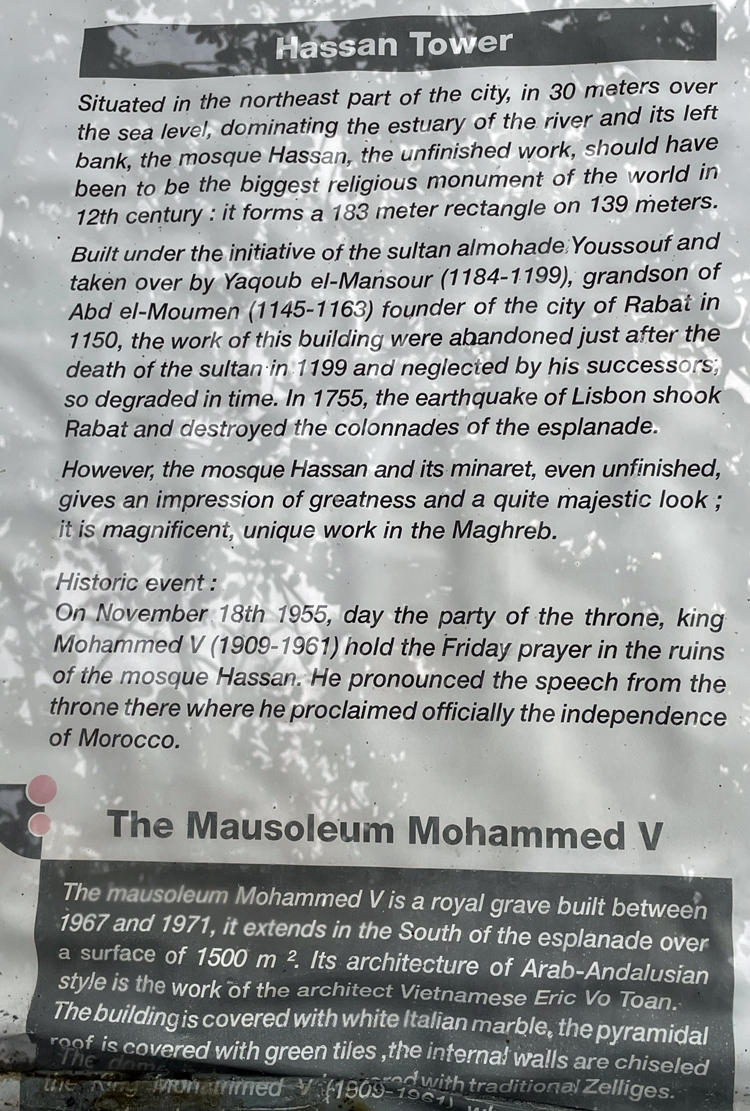 Hassan Tower
Situated in the northeast part of the city, in 30 meters over
the sea level, dominating the estuary of the river and its left
bank, the mosque Hassan, the unfinished work, should have
been to be the biggest religious monument of the world in
12th century : it forms a 183 meter rectangle on 139 meters.
Built under the initiative of the sultan almohade Youssouf and
taken over by Yaqoub el-Mansour (1184-1199), grandson of
Abd el-Moumen (1145-1163) founder of the city of Rabat in
1150, the work of this building were abandoned just after the
death of the sultan in 1199 and neglected by his successors,
so degraded in time. In 1755, the earthquake of Lisbon shook
Rabat and destroyed the colonnades of the esplanade.
However, the mosque Hassan and its minaret, even unfinished,
gives an impression of greatness and a quite majestic look ;
it is magnificent, unique work in the Maghreb.
Historic event :
On November 18th 1955, day the party of the throne, king
Mohammed V (1909-1961) hold the Friday prayer in the ruins
of the mosque Hassan. He pronounced the speech from the
throne there where he proclaimed officially the independence
of Morocco.
The Mausoleum Mohammed V
The mausoleum Mohammed V is a royal grave built between
1967 and 1971, it extends in the South of the esplanade over
a surface of 1500 m ². Its architecture of Arab-Andalusian
style is the work of the architect Vietnamese Eric Vo Toan.
The building is covered with white Italian marble, the pyramidal
roof is covered with green tiles ,the internal walls are chiseled
with traditional Zelliges.
The
the King Mohammed V (1909-1961)